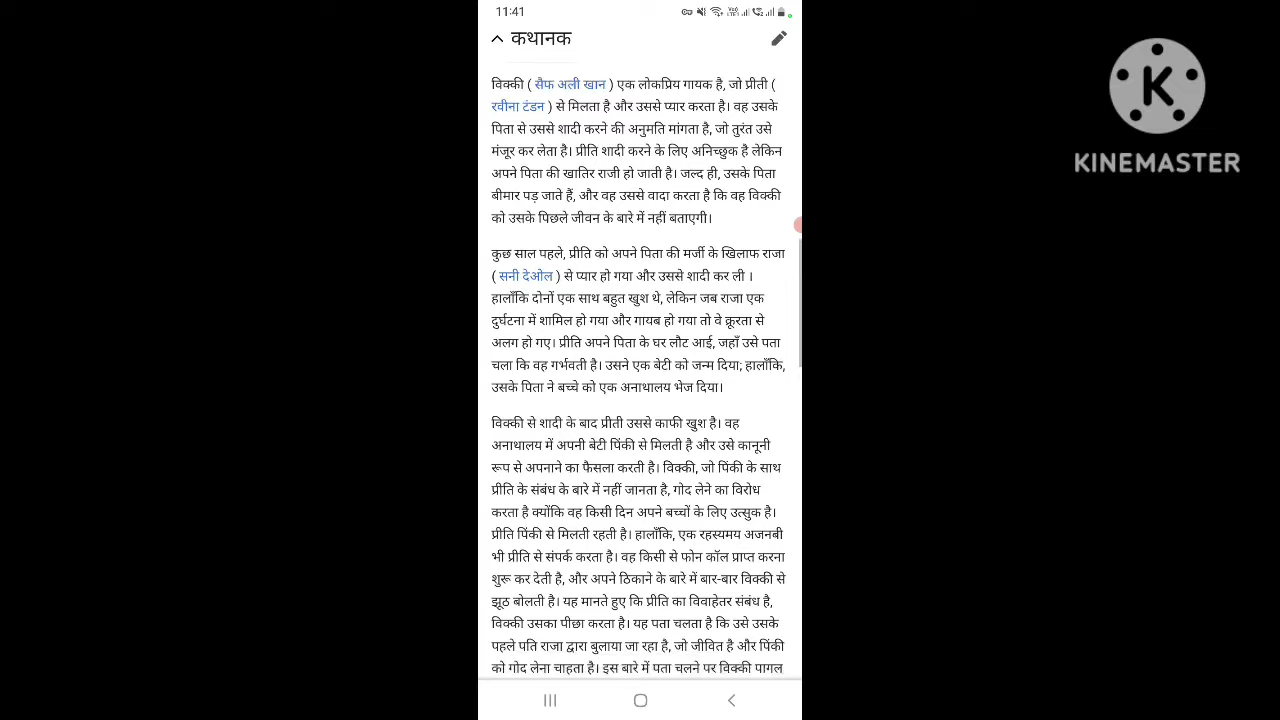 11:41
कथानक
विक्की ( सैफ अली खान ) एक लोकप्रिय गायक है, जो प्रीती (
रवीना टंडन ) से मिलता है और उससे प्यार करता है। वह उसके
पिता से उससे शादी करने की अनुमति मांगता है, जो तुरंत उसे
मंजूर कर लेता है। प्रीति शादी करने के लिए अनिच्छुक है लेकिन
अपने पिता की खातिर राजी हो जाती है। जल्द ही, उसके पिता
बीमार पड़ जाते हैं, और वह उससे वादा करता है कि वह विक्की
को उसके पिछले जीवन के बारे में नहीं बताएगी।
कुछ साल पहले, प्रीति को अपने पिता की मर्जी के खिलाफ राजा
( सनी देओल ) से प्यार हो गया और उससे शादी कर ली ।
हालाँकि दोनों एक साथ बहुत खुश थे, लेकिन जब राजा एक
दुर्घटना में शामिल हो गया और गायब हो गया तो वे क्रूरता से
अलग हो गए। प्रीति अपने पिता के घर लौट आई, जहाँ उसे पता
चला कि वह गर्भवती है। उसने एक बेटी को जन्म दिया; हालाँकि,
उसके पिता ने बच्चे को एक अनाथालय भेज दिया।
विक्की से शादी के बाद प्रीती उससे काफी खुश है। वह
अनाथालय में अपनी बेटी पिंकी से मिलती है और उसे कानूनी
रूप से अपनाने का फैसला करती है। विक्की, जो पिंकी के साथ
प्रीति के संबंध के बारे में नहीं जानता है, गोद लेने का विरोध
करता है क्योंकि वह किसी दिन अपने बच्चों के लिए उत्सुक है।
प्रीति पिंकी से मिलती रहती है। हालाँकि, एक रहस्यमय अजनबी
भी प्रीति से संपर्क करता है। वह किसी से फोन कॉल प्राप्त करना
शुरू कर देती है, और अपने ठिकाने के बारे में बार-बार विक्की से
झूठ बोलती है। यह मानते हुए कि प्रीति का विवाहेतर संबंध है,
विक्की उसका पीछा करता है। यह पता चलता है कि उसे उसके
पहले पति राजा द्वारा बुलाया जा रहा है, जो जीवित है और पिंकी
को गोद लेना चाहता है। इस बारे में पता चलने पर विक्की पागल
K
KINEMASTER